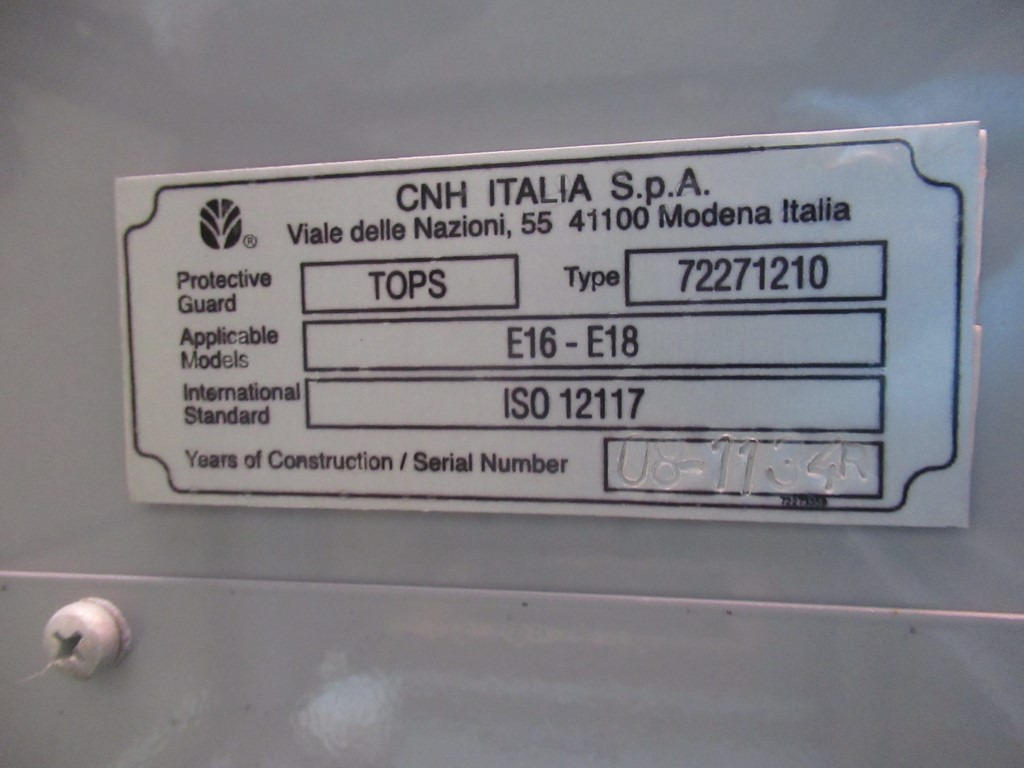 CNH ITALIA S.p.A.
Viale delle Nazioni, 55 41100 Modena Italia
®
Protective Guard TOPS Type 72271210
Applicable Models E16 - E18
International Standard ISO 12117
Years of Construction / Serial Number